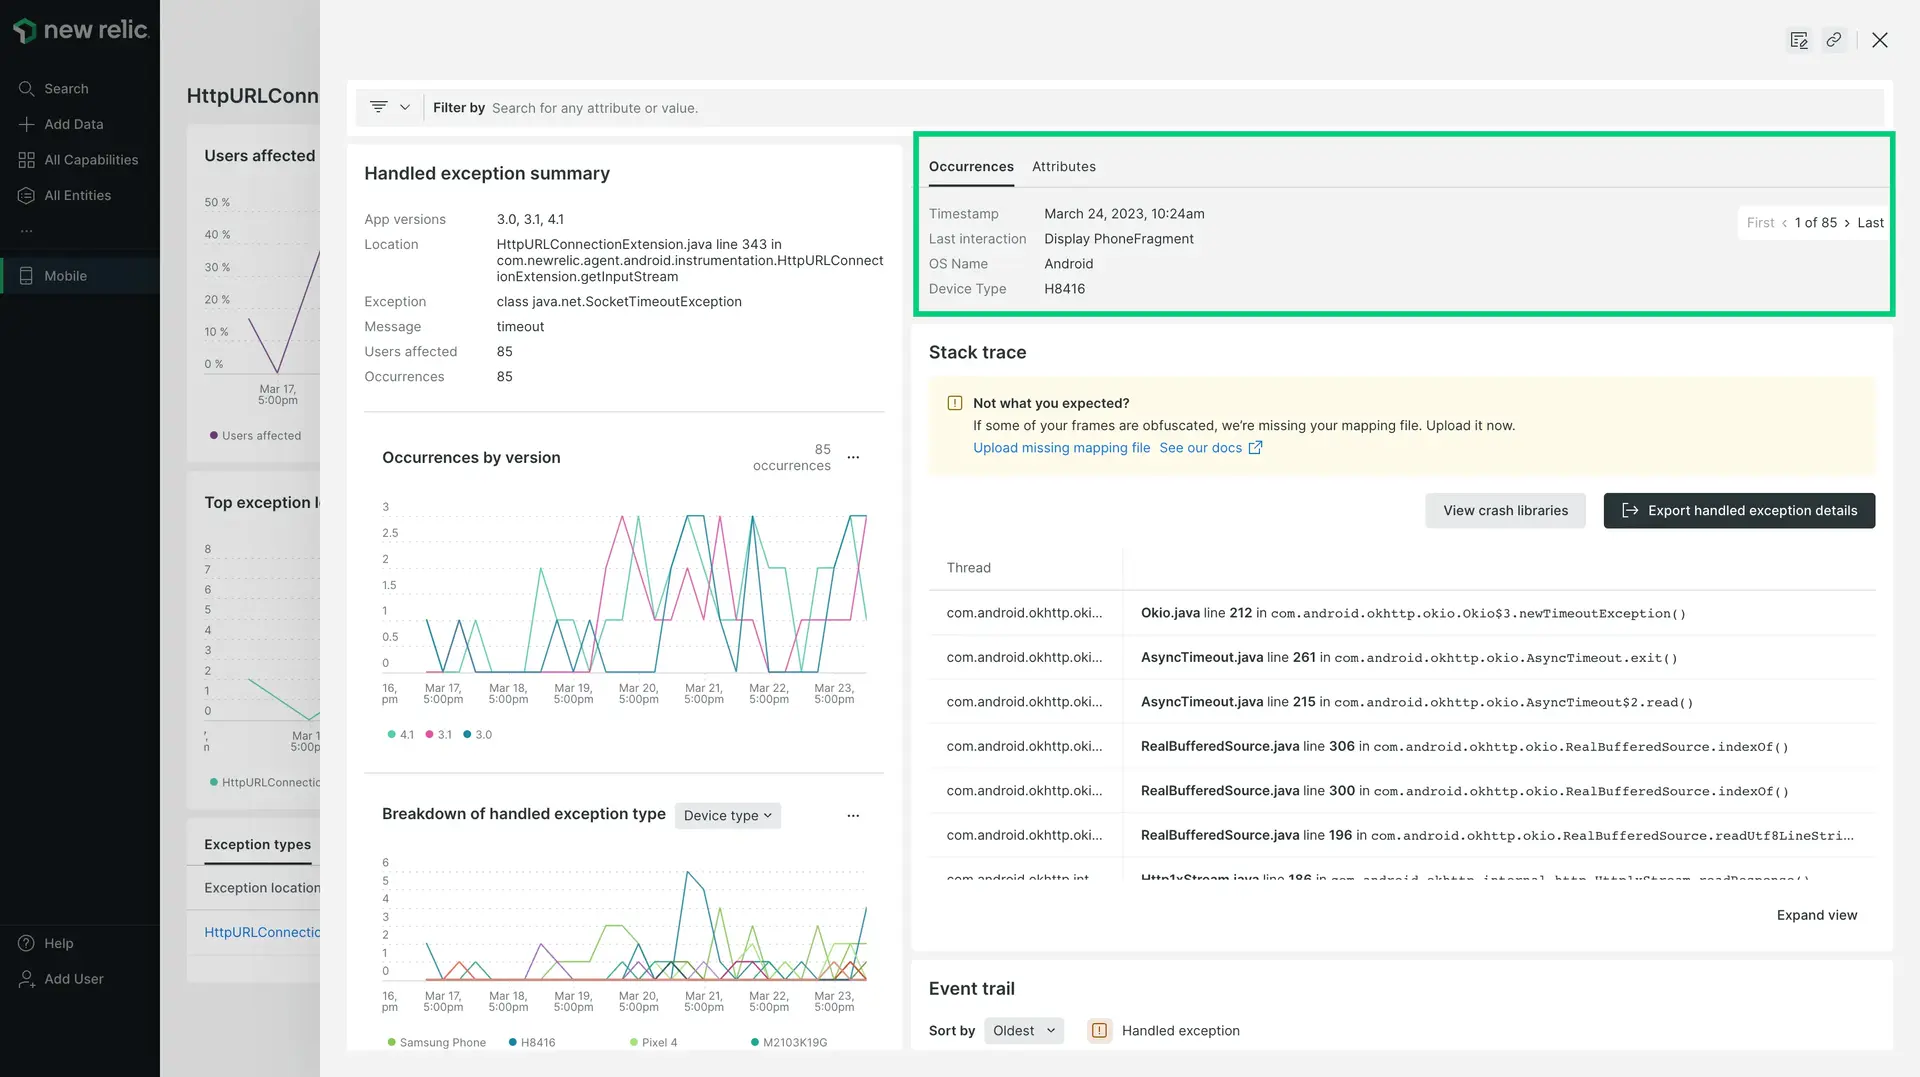 new relic.
Search
Add Data
All Capabilities
All Entities
...
Mobile
Help
Add User
HttpURLConn
Users affected
50 %
40 %
30 %
20 %
10 %
0 %
Mar 17,
5:00pm
Users affected
Top exception l
8
7
6
5
4
3
2
1
0
Mar 1
5:00p
HttpURLConnectio
Exception types
Exception location
HttpURLConnectio
Filter by Search for any attribute or value.
Handled exception summary
App versions 3.0, 3.1, 4.1
Location HttpURLConnectionExtension.java line 343 in
com.newrelic.agent.android.instrumentation.HttpURLConnect
ionExtension.getInputStream
Exception class java.net.SocketTimeoutException
Message timeout
Users affected 85
Occurrences 85
Occurrences by version 85
occurrences ...
3
2.5
2
1.5
1
0.5
0
16, Mar 17, Mar 18, Mar 19, Mar 20, Mar 21, Mar 22, Mar 23,
pm 5:00pm 5:00pm 5:00pm 5:00pm 5:00pm 5:00pm 5:00pm
4.1 3.1 3.0
Breakdown of handled exception type Device type ...
6
5
4
3
2
1
0
16, Mar 17, Mar 18, Mar 19, Mar 20, Mar 21, Mar 22, Mar 23,
pm 5:00pm 5:00pm 5:00pm 5:00pm 5:00pm 5:00pm 5:00pm
Samsung Phone H8416 Pixel 4 M2103K19G
Occurrences Attributes
Timestamp March 24, 2023, 10:24am
First < 1 of 85 > Last
Last interaction Display PhoneFragment
OS Name Android
Device Type H8416
Stack trace
Not what you expected?
If some of your frames are obfuscated, we're missing your mapping file. Upload it now.
Upload missing mapping file See our docs
View crash libraries Export handled exception details
Thread
com.android.okhttp.oki... Okio.java line 212 in com.android.okhttp.okio.Okio$3.newTimeoutException()
com.android.okhttp.oki... AsyncTimeout.java line 261 in com.android.okhttp.okio.AsyncTimeout.exit()
com.android.okhttp.oki... AsyncTimeout.java line 215 in com.android.okhttp.okio.AsyncTimeout$2.read()
com.android.okhttp.oki... RealBufferedSource.java line 306 in com.android.okhttp.okio.RealBufferedSource.indexOf()
com.android.okhttp.oki... RealBufferedSource.java line 300 in com.android.okhttp.okio.RealBufferedSource.indexOf()
com.android.okhttp.oki... RealBufferedSource.java line 196 in com.android.okhttp.okio.RealBufferedSource.readUtf8LineStri...
com.android.okhttp.int... Http1xStream.java line 186 in com.android.okhttp.internal.http.Http1xStream.readResponse()
Expand view
Event trail
Sort by Oldest Handled exception